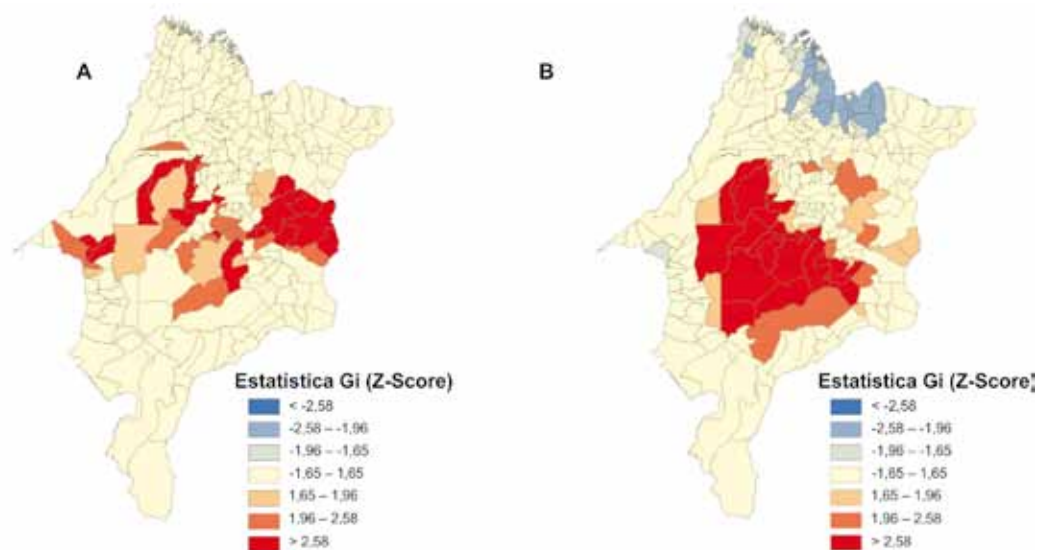 A
B
Estatística Gi (Z-Score)
< -2,58
-2,58 – -1,96
-1,96 – -1,65
-1,65 – 1,65
1,65 – 1,96
1,96 – 2,58
> 2,58
Estatística Gi (Z-Score)
< -2,58
-2,58 – -1,96
-1,96 – -1,65
-1,65 – 1,65
1,65 – 1,96
1,96 – 2,58
> 2,58